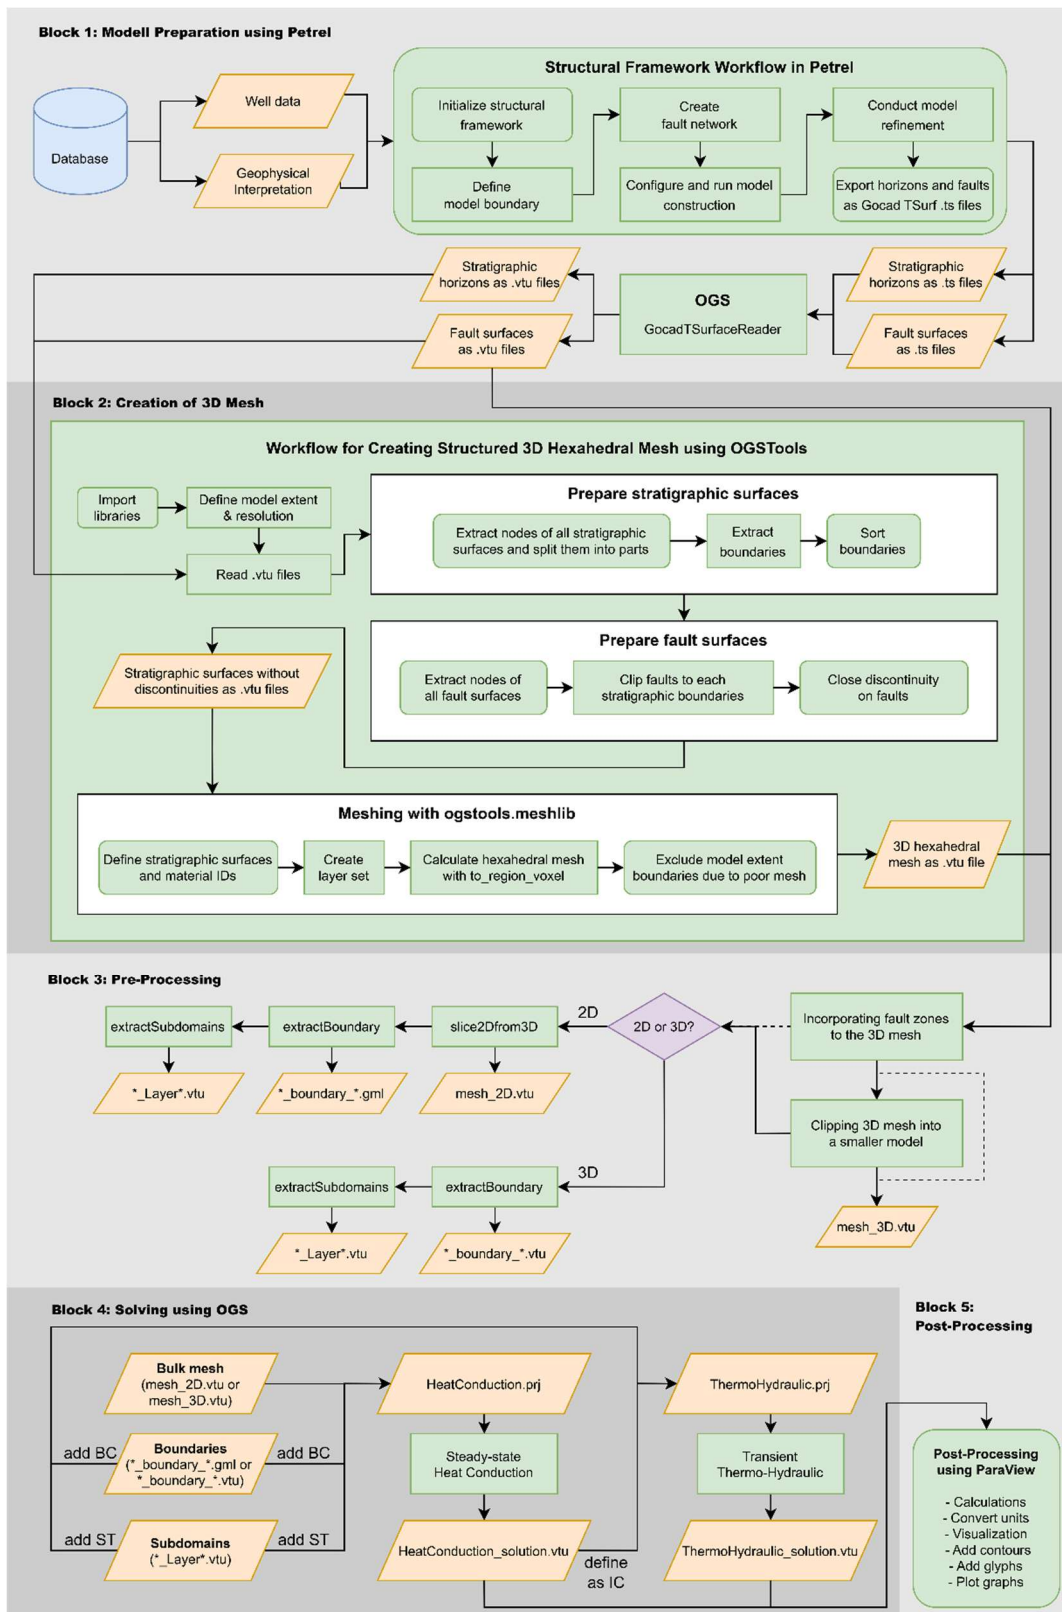 Block 1: Modell Preparation using Petrel
Database
Well data
Geophysical
Interpretation
Structural Framework Workflow in Petrel
Initialize structural
framework
Define
model boundary
Create
fault network
Configure and run model
construction
Conduct model
refinement
Export horizons and faults
as Gocad TSurf .ts files
Stratigraphic
horizons as .vtu files
Fault surfaces
as .vtu files
OGS
GocadTSurfaceReader
Stratigraphic
horizons as .ts files
Fault surfaces
as .ts files
Block 2: Creation of 3D Mesh
Workflow for Creating Structured 3D Hexahedral Mesh using OGSTools
Import
libraries
Define model extent
& resolution
Read .vtu files
Prepare stratigraphic surfaces
Extract nodes of all stratigraphic
surfaces and split them into parts
Extract
boundaries
Sort
boundaries
Prepare fault surfaces
Extract nodes of
all fault surfaces
Clip faults to each
stratigraphic boundaries
Close discontinuity
on faults
Stratigraphic surfaces without
discontinuities as .vtu files
Meshing with ogstools.meshlib
Define stratigraphic surfaces
and material IDs
Create
layer set
Calculate hexahedral mesh
with to_region_voxel
Exclude model extent
boundaries due to poor mesh
3D hexahedral
mesh as .vtu file
Block 3: Pre-Processing
extractSubdomains
extractBoundary
slice2Dfrom3D
2D
2D or 3D?
Incorporating fault zones
to the 3D mesh
*_Layer*.vtu
*_boundary_*.gml
mesh_2D.vtu
Clipping 3D mesh into
a smaller model
extractSubdomains
extractBoundary
3D
*_Layer*.vtu
*_boundary_*.vtu
mesh_3D.vtu
Block 4: Solving using OGS
Block 5:
Post-Processing
Bulk mesh
(mesh_2D.vtu or
mesh_3D.vtu)
HeatConduction.prj
ThermoHydraulic.prj
add BC
Boundaries
(*_boundary_*.gml or
*_boundary_*.vtu)
add BC
Steady-state
Heat Conduction
Transient
Thermo-Hydraulic
add ST
Subdomains
(*_Layer*.vtu)
add ST
HeatConduction_solution.vtu
define
as IC
ThermoHydraulic_solution.vtu
Post-Processing
using ParaView
- Calculations
- Convert units
- Visualization
- Add contours
- Add glyphs
- Plot graphs